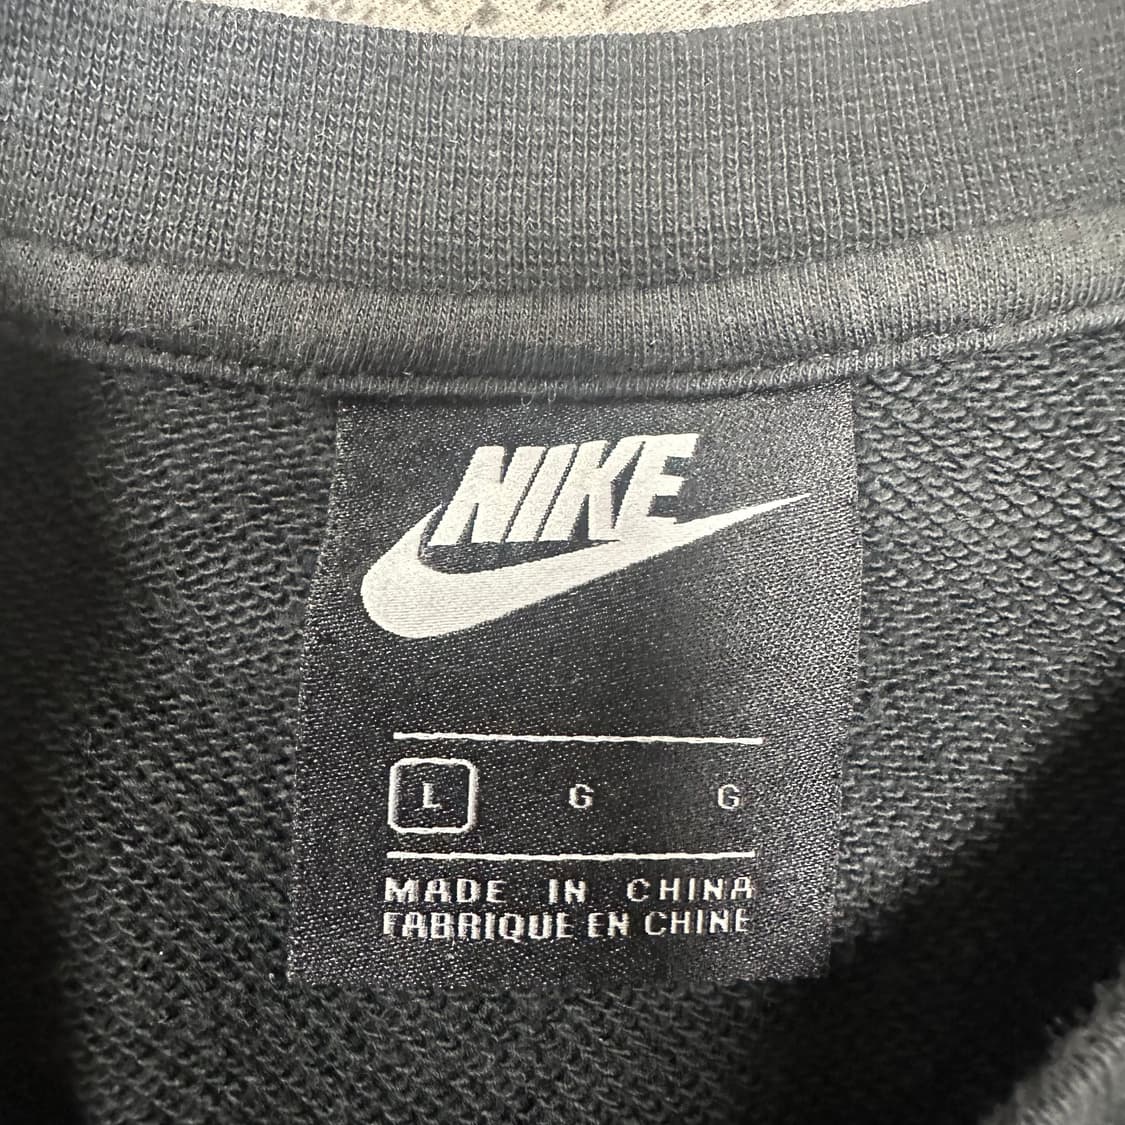 NIKE
L G G
MADE IN CHINA
FABRIQUE EN CHINE